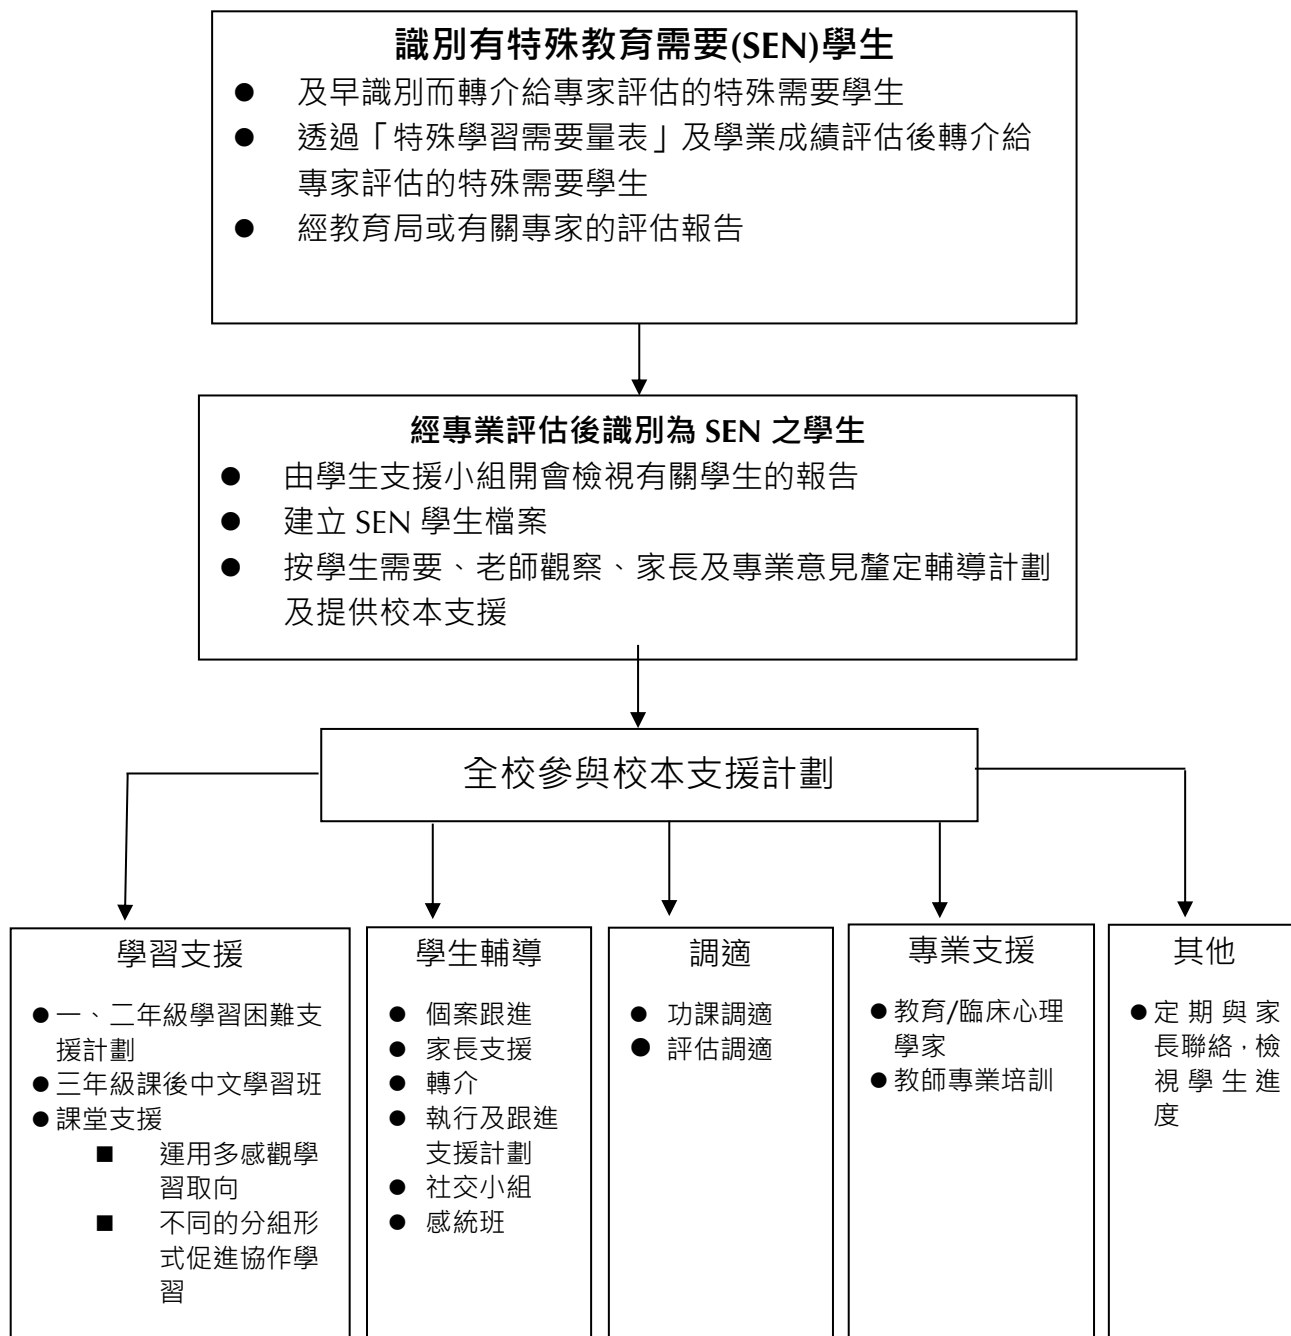 識別有特殊教育需要(SEN)學生
● 及早識別而轉介給專家評估的特殊需要學生
● 透過「特殊學習需要量表」及學業成績評估後轉介給
專家評估的特殊需要學生
● 經教育局或有關專家的評估報告
經專業評估後識別為 SEN 之學生
● 由學生支援小組開會檢視有關學生的報告
● 建立 SEN 學生檔案
● 按學生需要、老師觀察、家長及專業意見釐定輔導計劃
及提供校本支援
全校參與校本支援計劃
學習支援
● 一、二年級學習困難支
援計劃
● 三年級課後中文學習班
● 課堂支援
■ 運用多感觀學
習取向
■ 不同的分組形
式促進協作學
習
學生輔導
● 個案跟進
● 家長支援
● 轉介
● 執行及跟進
支援計劃
● 社交小組
● 感統班
調適
● 功課調適
● 評估調適
專業支援
● 教育/臨床心理
學家
● 教師專業培訓
其他
● 定期與家
長聯絡，檢
視學生進
度